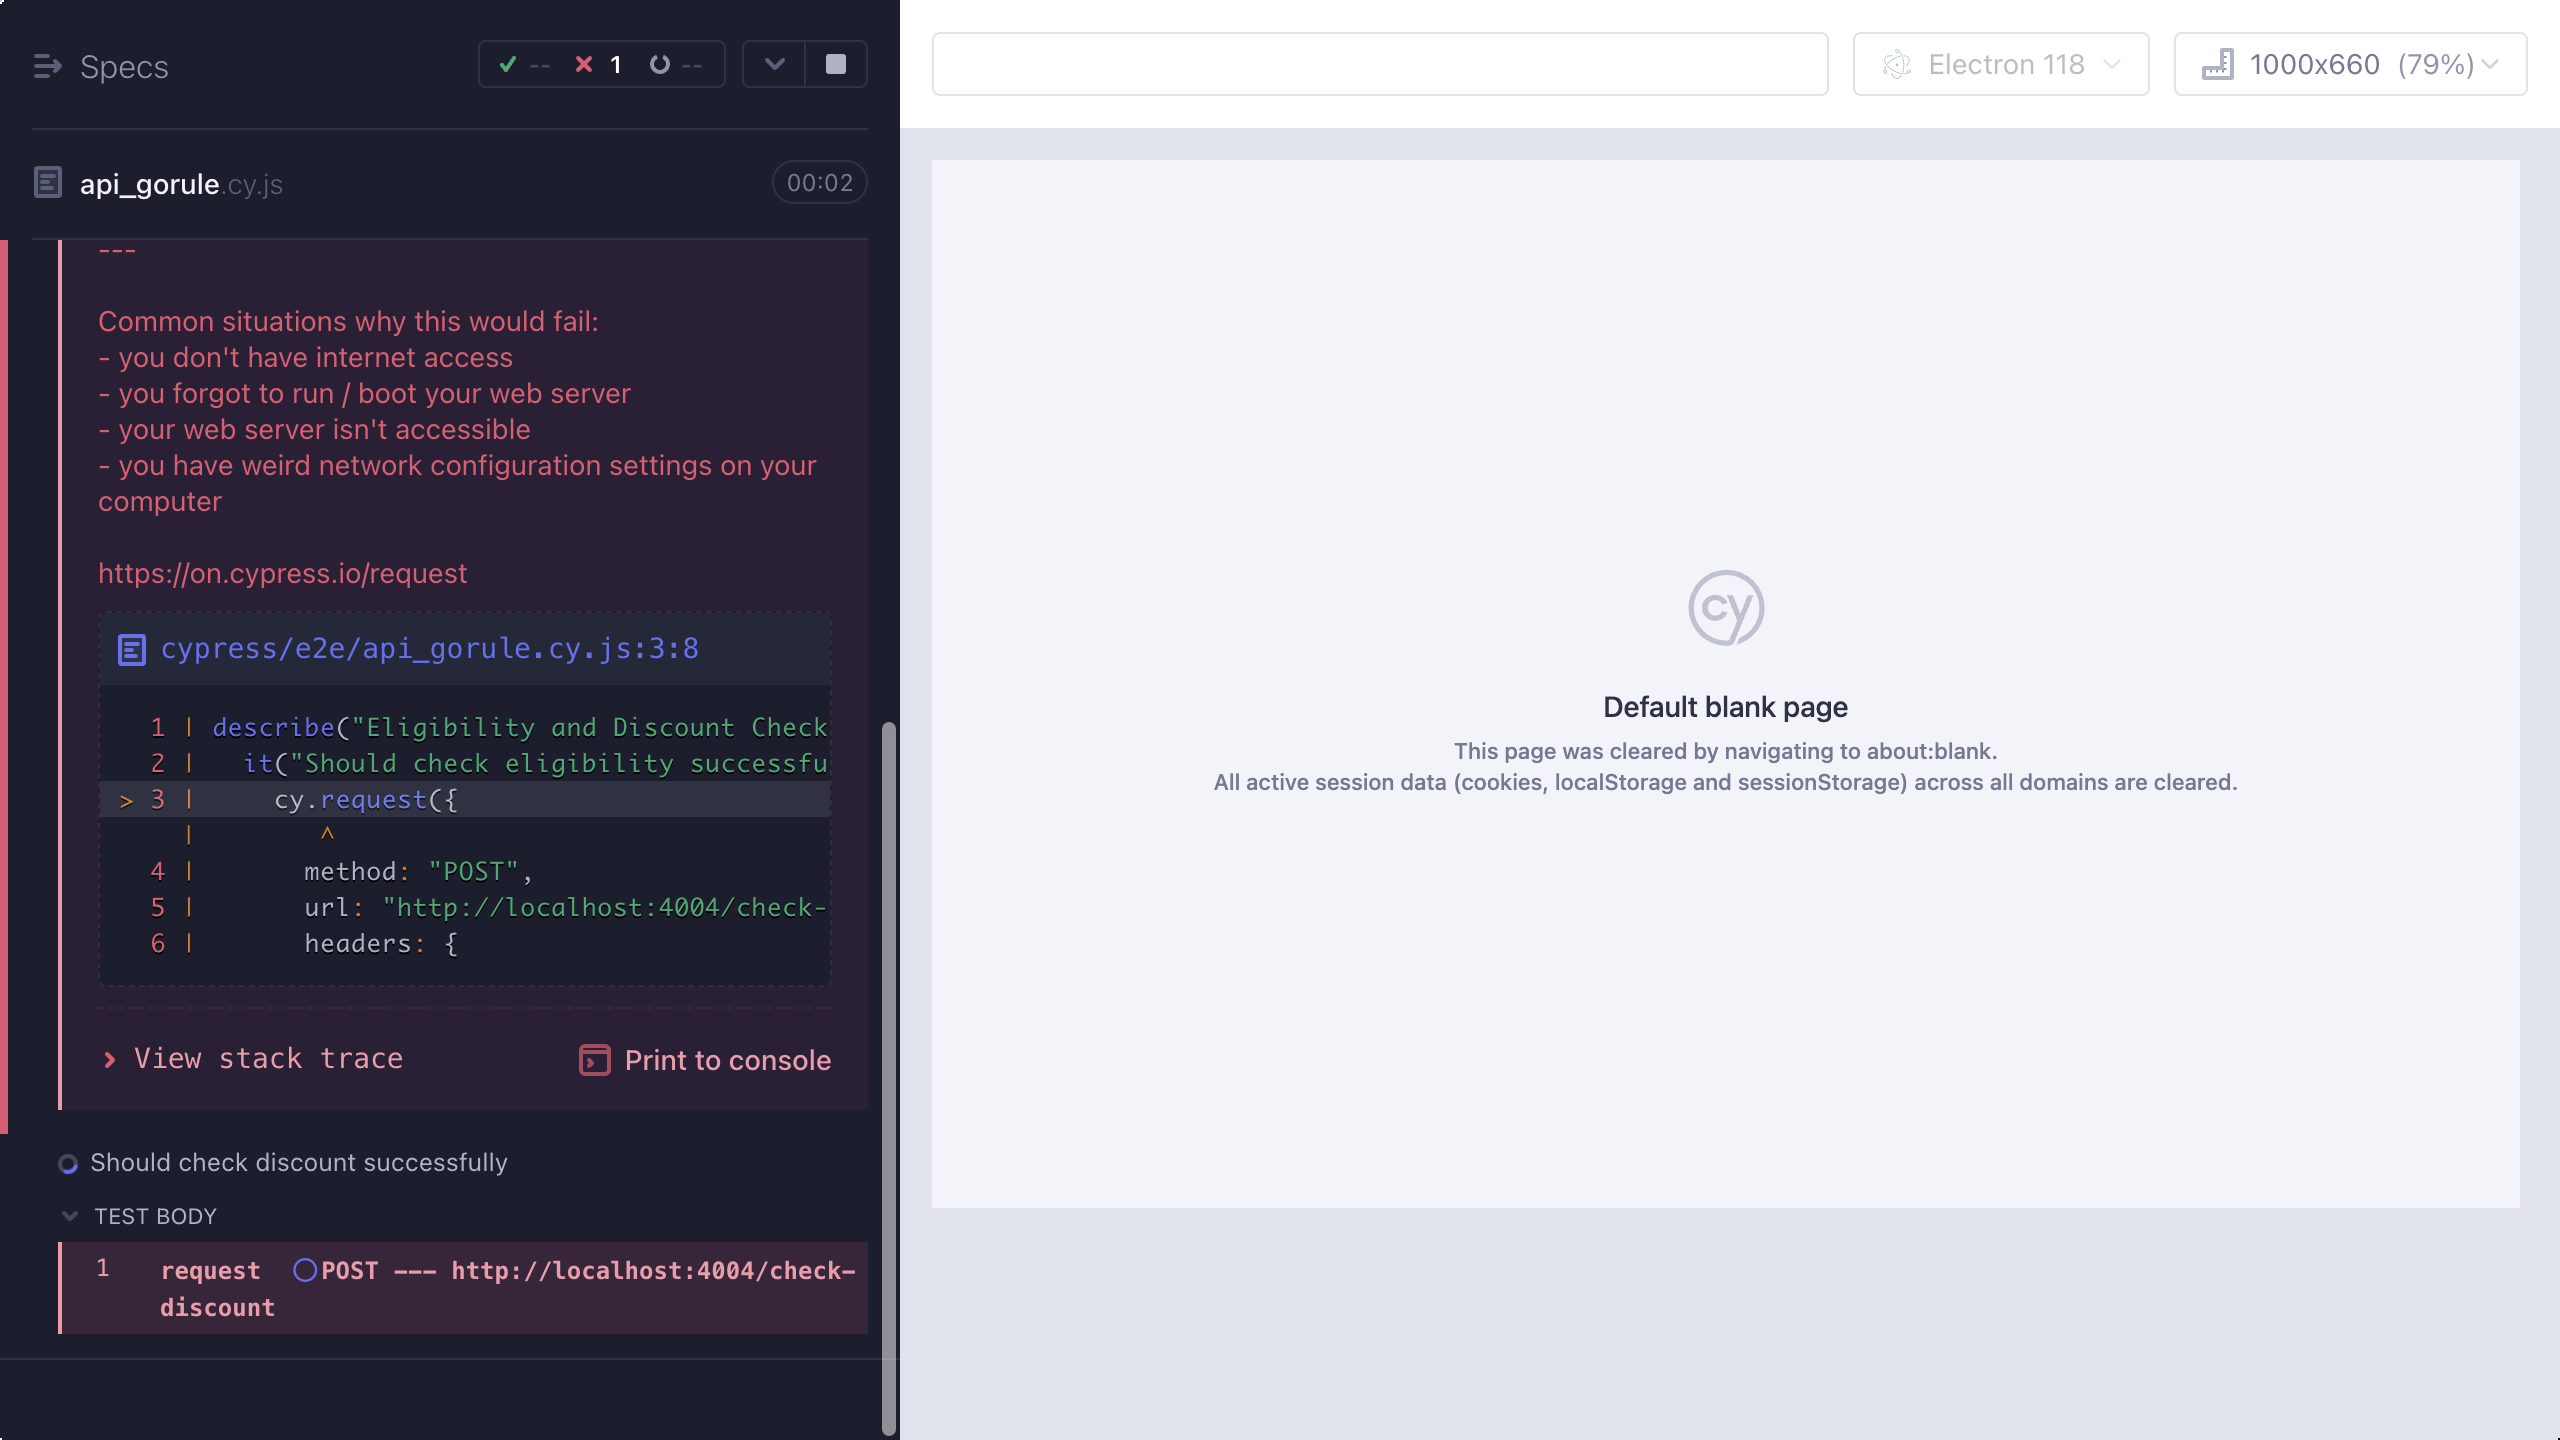 Specs
-- 1 --
api_gorule.cy.js
00:02
---
Common situations why this would fail:
- you don't have internet access
- you forgot to run / boot your web server
- your web server isn't accessible
- you have weird network configuration settings on your
computer
https://on.cypress.io/request
cypress/e2e/api_gorule.cy.js:3:8
1 | describe("Eligibility and Discount Check
2 |   it("Should check eligibility successfu
> 3 |     cy.request({
|        ^
4 |       method: "POST",
5 |       url: "http://localhost:4004/check-
6 |       headers: {
View stack trace
Print to console
Should check discount successfully
TEST BODY
1 request POST --- http://localhost:4004/check-
discount
Electron 118
1000x660 (79%)
cy
Default blank page
This page was cleared by navigating to about:blank.
All active session data (cookies, localStorage and sessionStorage) across all domains are cleared.